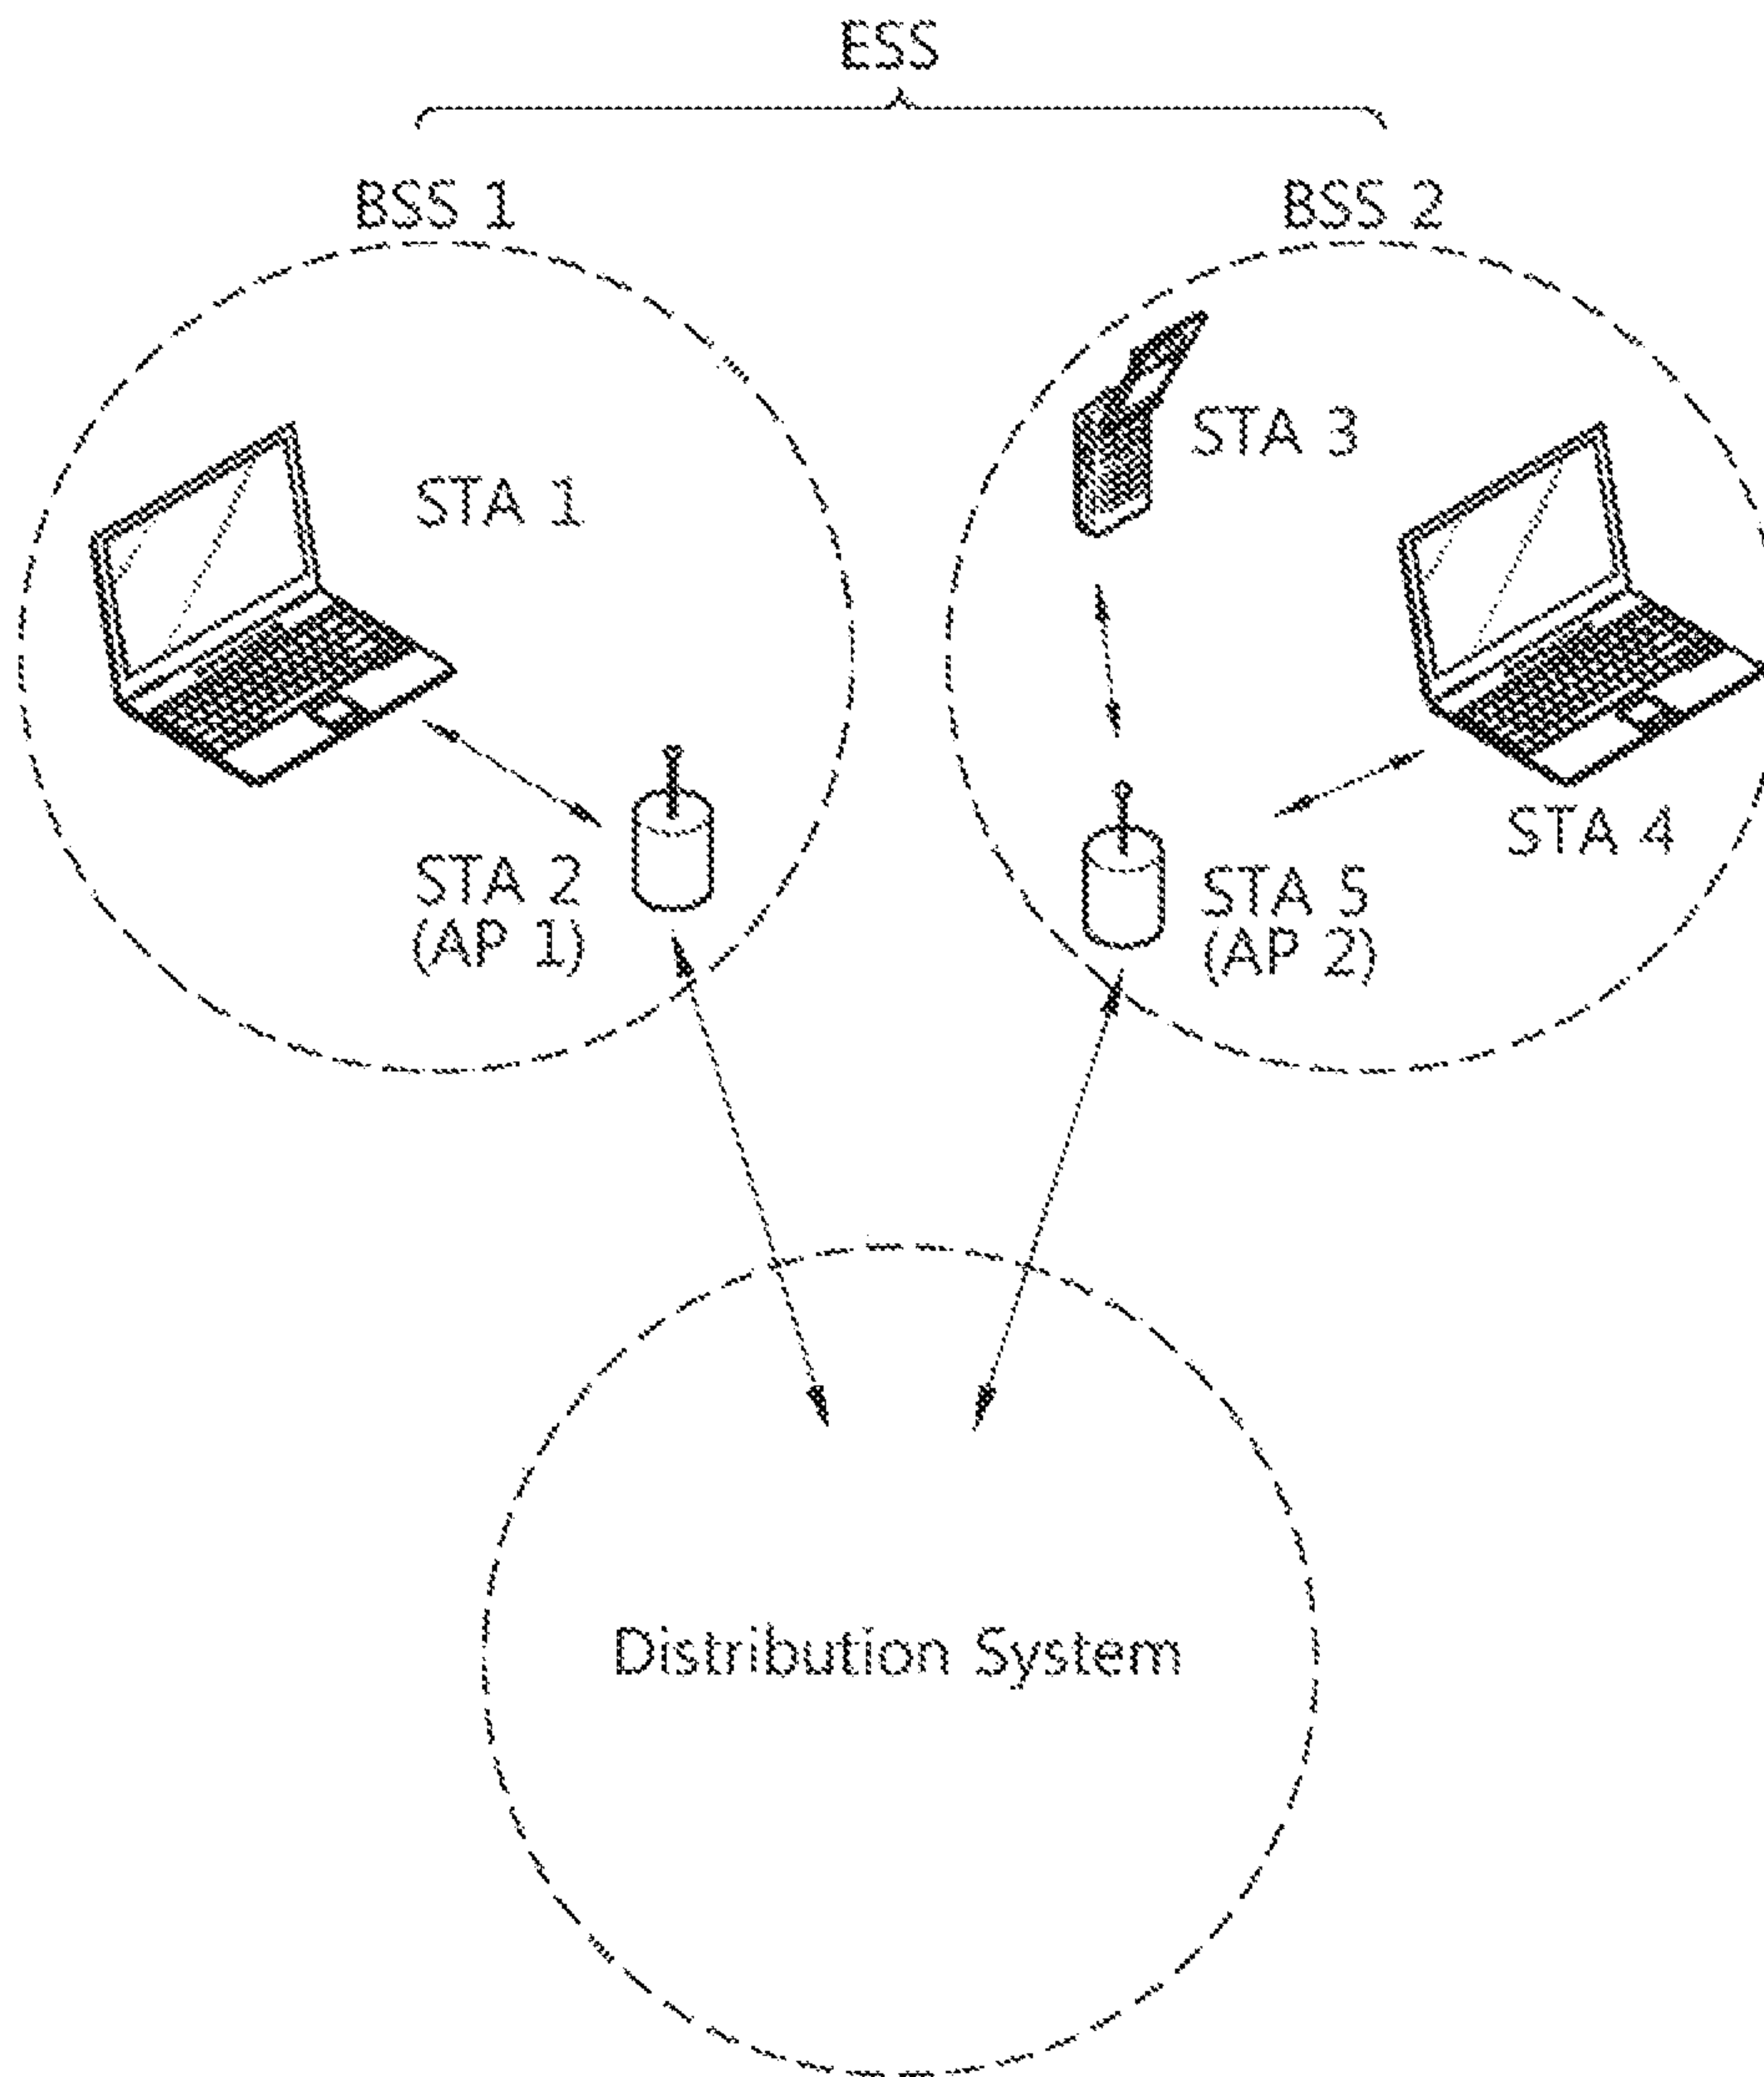 ESS
BSS 1
BSS 2
STA 1
STA 3
STA 4
STA 2
(AP 1)
STA 5
(AP 2)
Distribution System